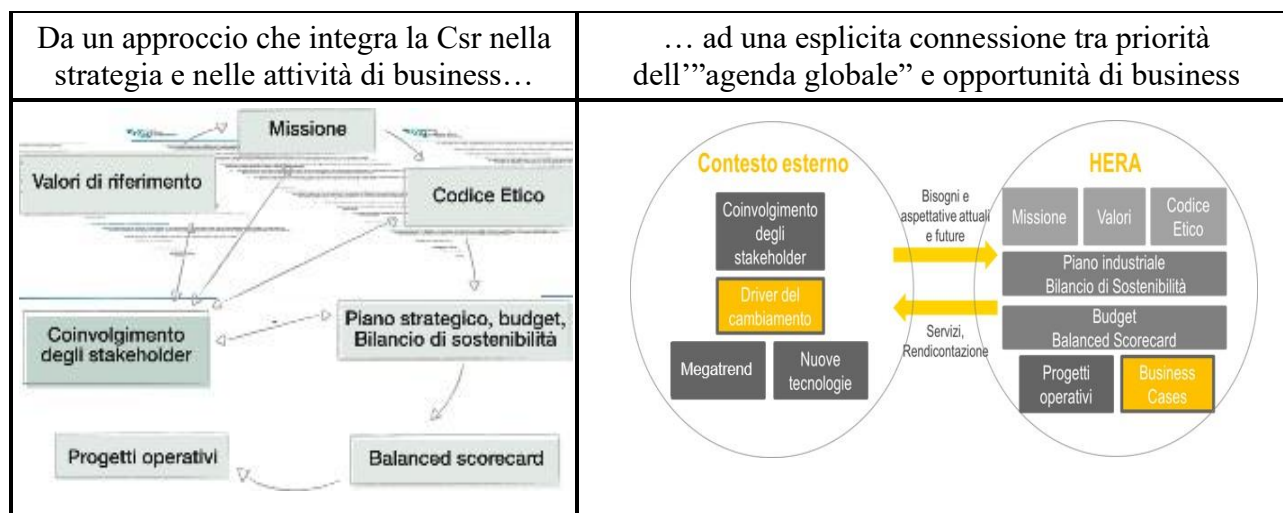 Da un approccio che integra la Csr nella
strategia e nelle attività di business…
… ad una esplicita connessione tra priorità
dell’”agenda globale” e opportunità di business
Missione
Valori di riferimento
Codice Etico
Coinvolgimento
degli stakeholder
Piano strategico, budget,
Bilancio di sostenibilità
Progetti operativi
Balanced scorecard
Contesto esterno
Coinvolgimento
degli
stakeholder
Driver del
cambiamento
Megatrend
Nuove
tecnologie
Bisogni e
aspettative attuali
e future
Servizi,
Rendicontazione
HERA
Missione
Valori
Codice
Etico
Piano industriale
Bilancio di Sostenibilità
Budget
Balanced Scorecard
Progetti
operativi
Business
Cases